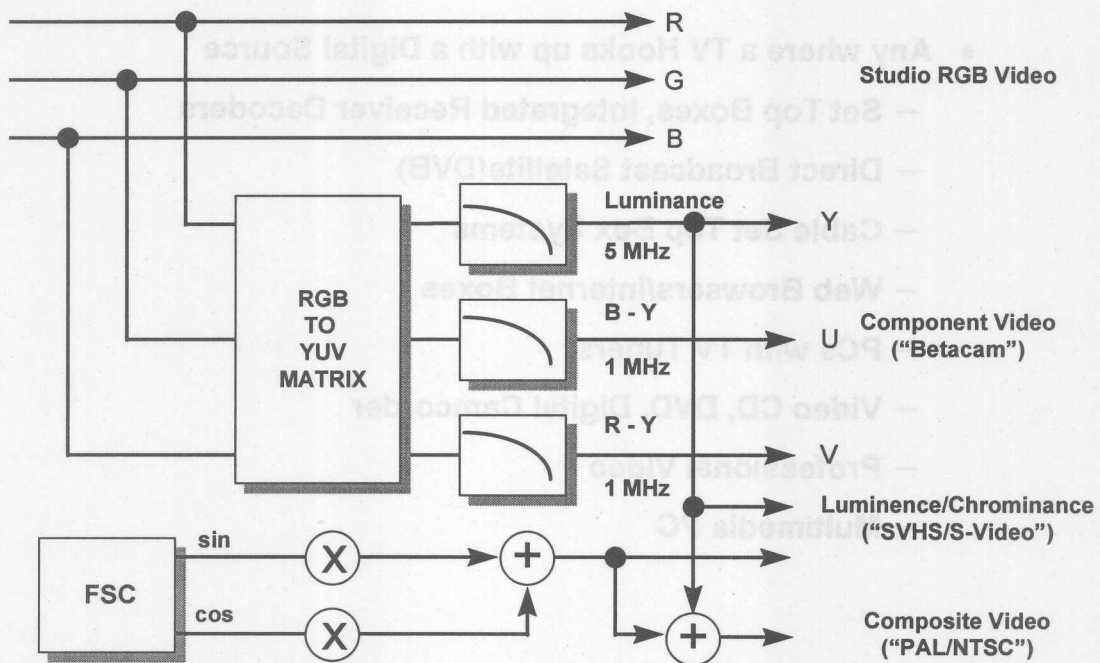 R
G
Studio RGB Video
B
Luminance
Y
5 MHz
RGB
TO
YUV
MATRIX
B - Y
U
1 MHz
Component Video
(“Betacam”)
R - Y
V
1 MHz
Luminence/Chrominance
(“SVHS/S-Video”)
sin
X
+
FSC
cos
X
+
Composite Video
(“PAL/NTSC”)
• Any where a TV Hooks up with a Digital Source
– Set Top Boxes, Integrated Receiver Decoders
– Direct Broadcast Satellite(DVB)
– Cable Set Top Box Systems
– Web Browsers/Internet Boxes
– PCs with TV Tuners
– Video CD, DVD, Digital Camcorder
– Professional Video
– Multimedia PC